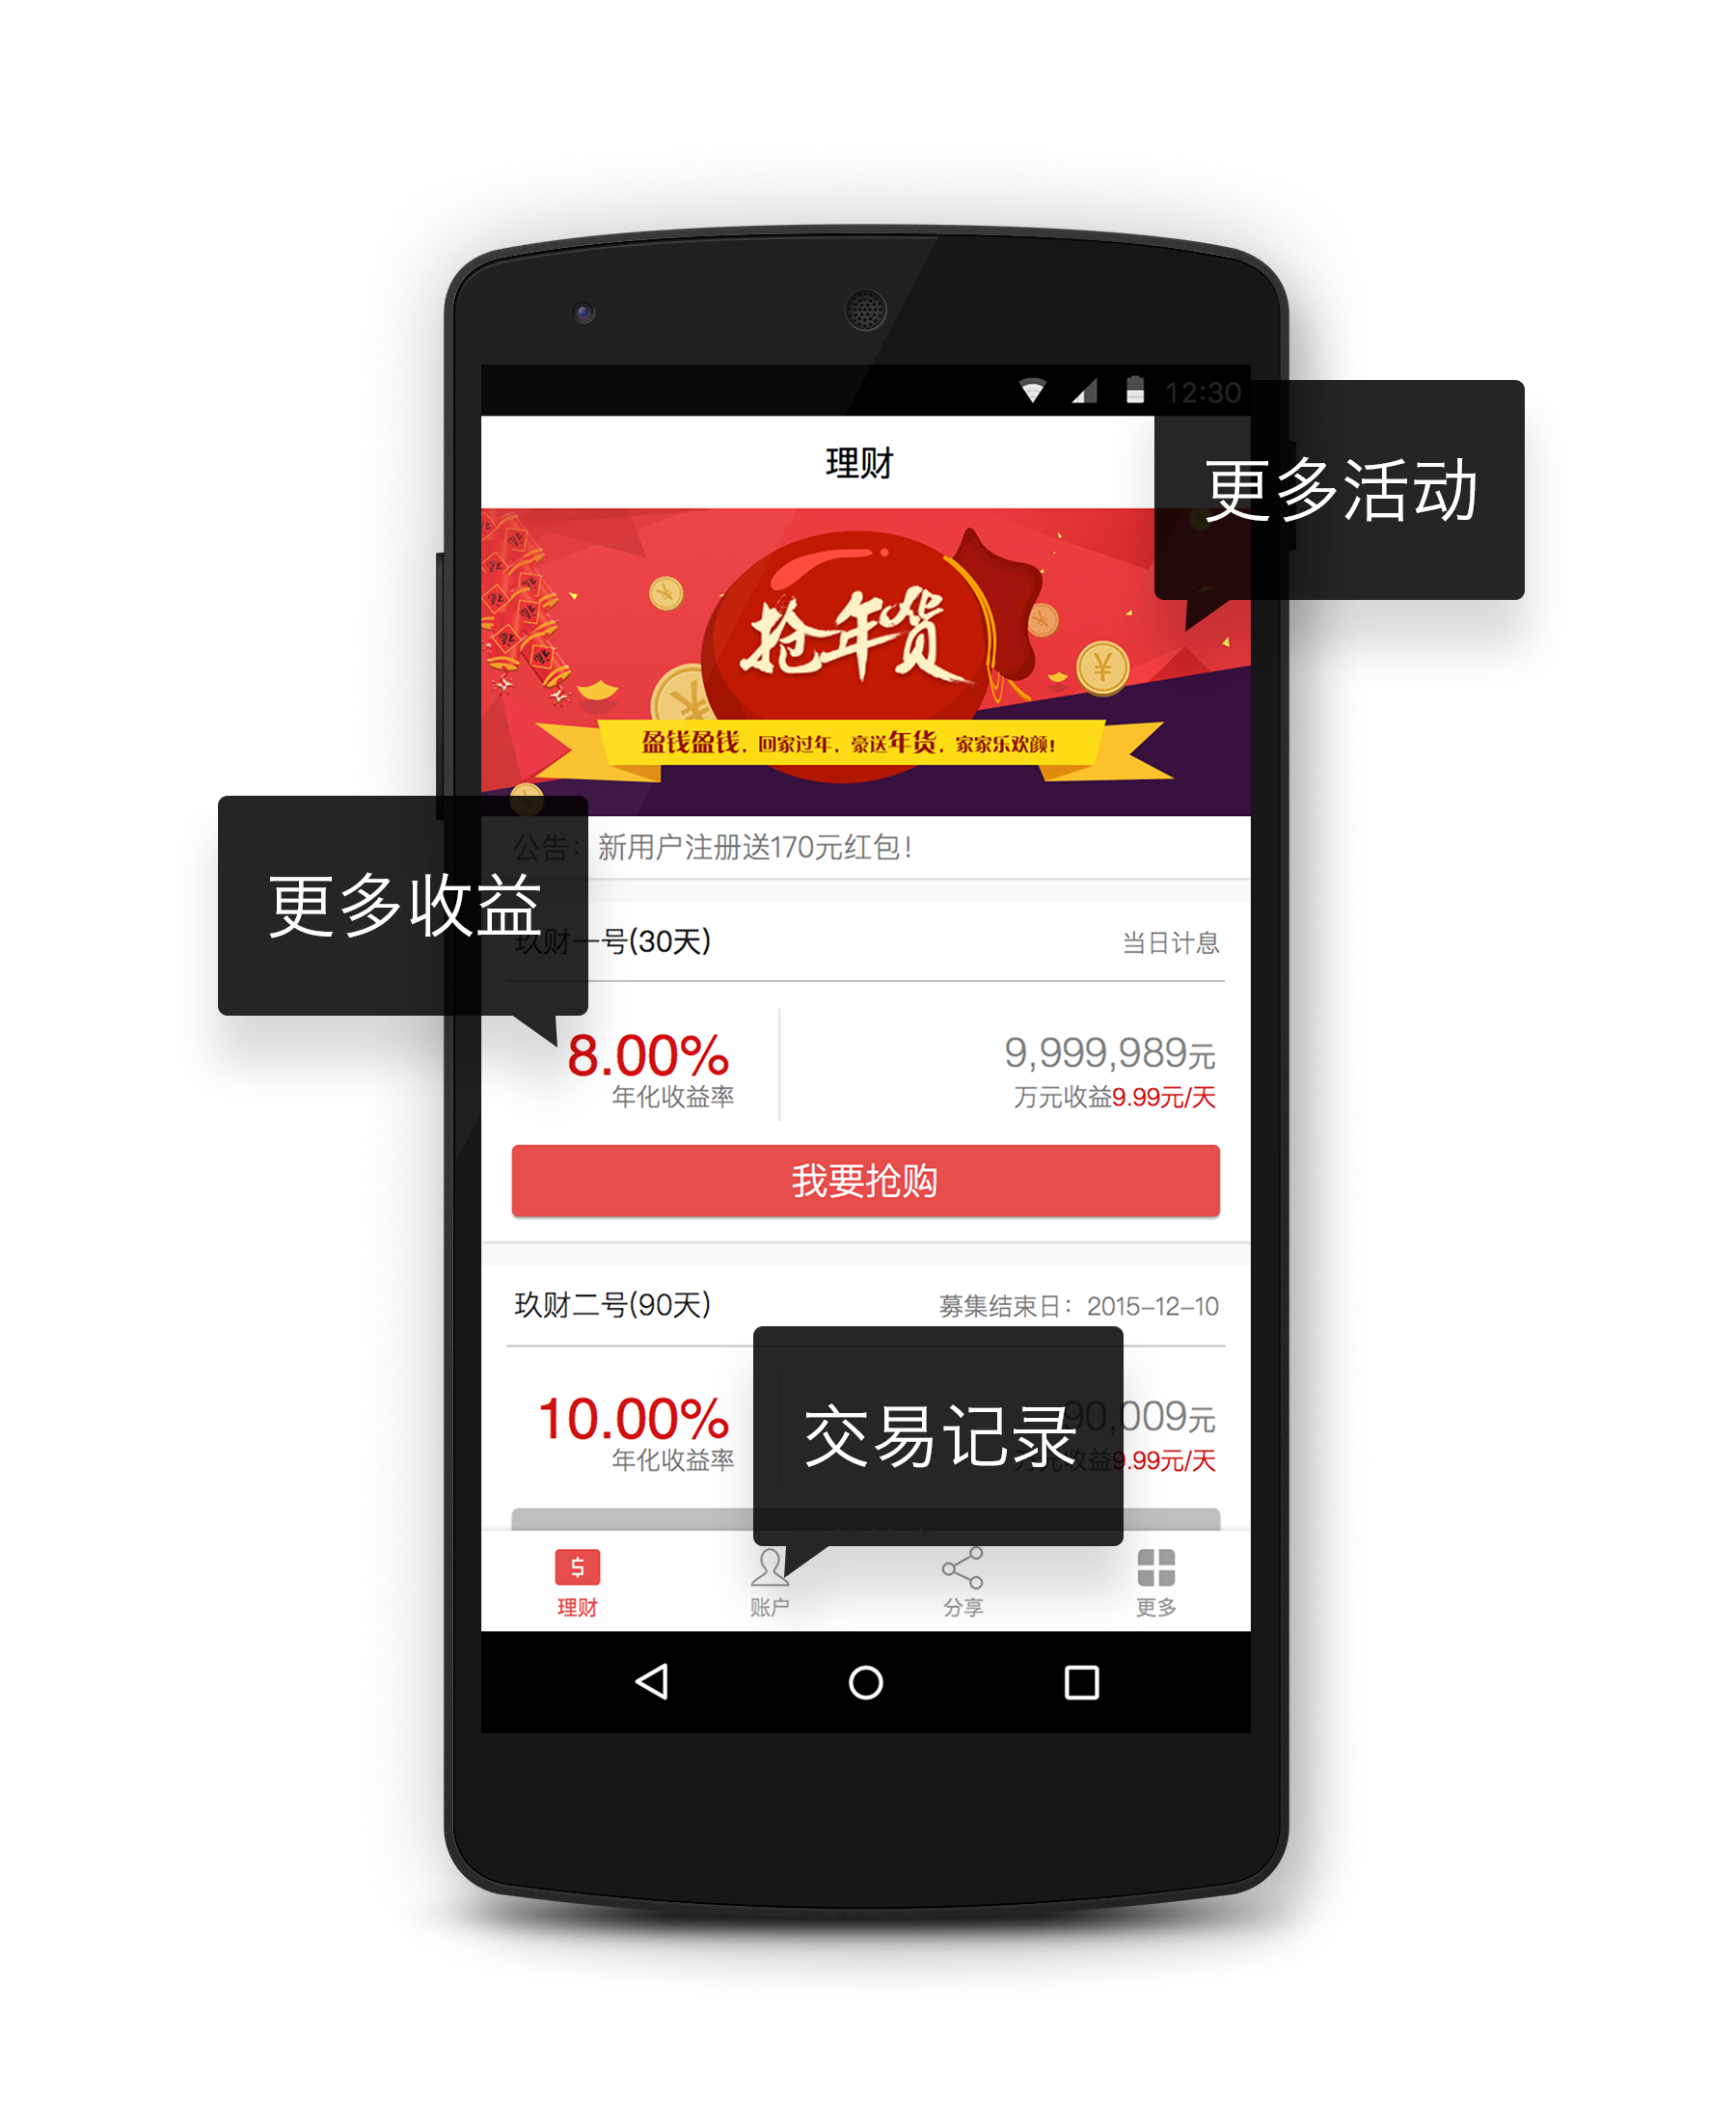 12:30
理财
更多活动
抢年货
盈钱盈钱，回家过年，豪送年货，家家乐欢颜！
公告：新用户注册送170元红包！
更多收益
玖财一号(30天)
当日计息
8.00%
年化收益率
9,999,989元
万元收益9.99元/天
我要抢购
玖财二号(90天)
募集结束日：2015-12-10
10.00%
年化收益率
90,009元
万元收益9.99元/天
交易记录
理财
账户
分享
更多